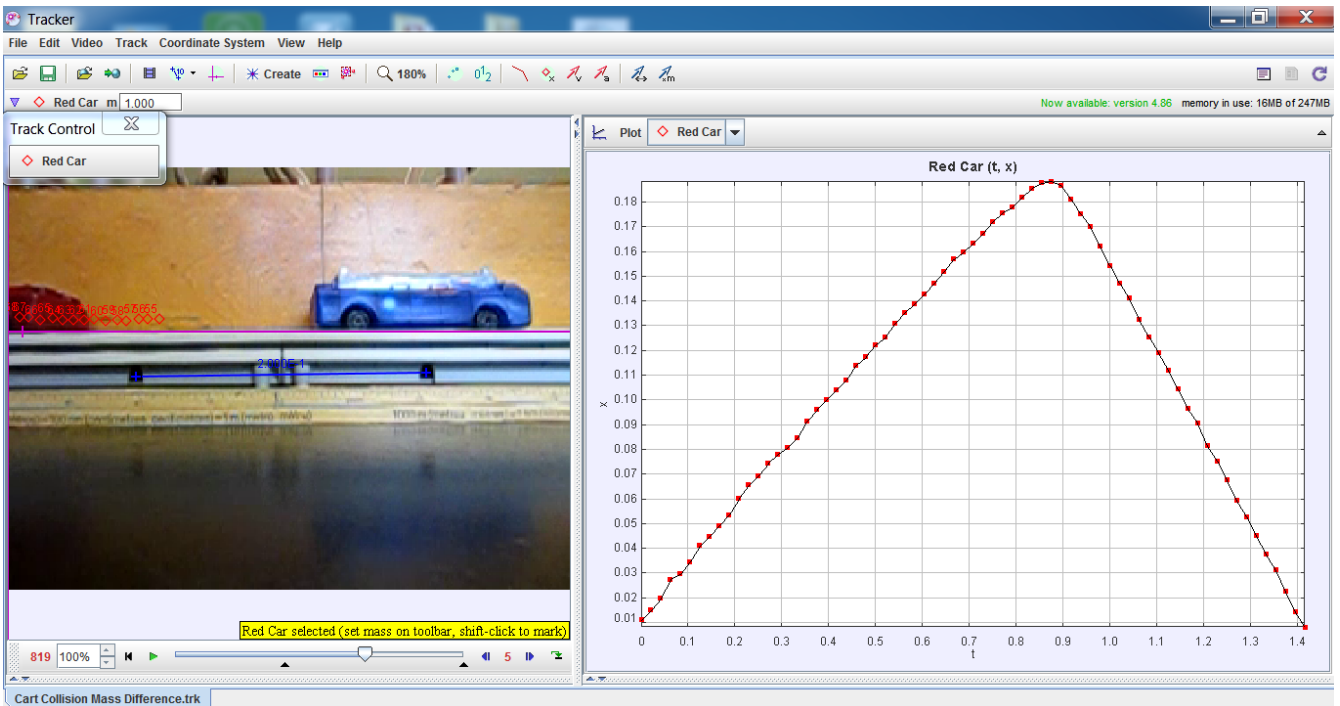 Tracker
File Edit Video Track Coordinate System View Help
Create 180% 0½
Red Car m 1.000
Now available: version 4.86 memory in use: 16MB of 247MB
Track Control
Red Car
Plot Red Car
Red Car (t, x)
0.18
0.17
0.16
0.15
0.14
0.13
0.12
0.11
0.10
0.09
0.08
0.07
0.06
0.05
0.04
0.03
0.02
0.01
x
0 0.1 0.2 0.3 0.4 0.5 0.6 0.7 0.8 0.9 1.0 1.1 1.2 1.3 1.4
t
Red Car selected (set mass on toolbar, shift-click to mark)
819 100% 5
Cart Collision Mass Difference.trk